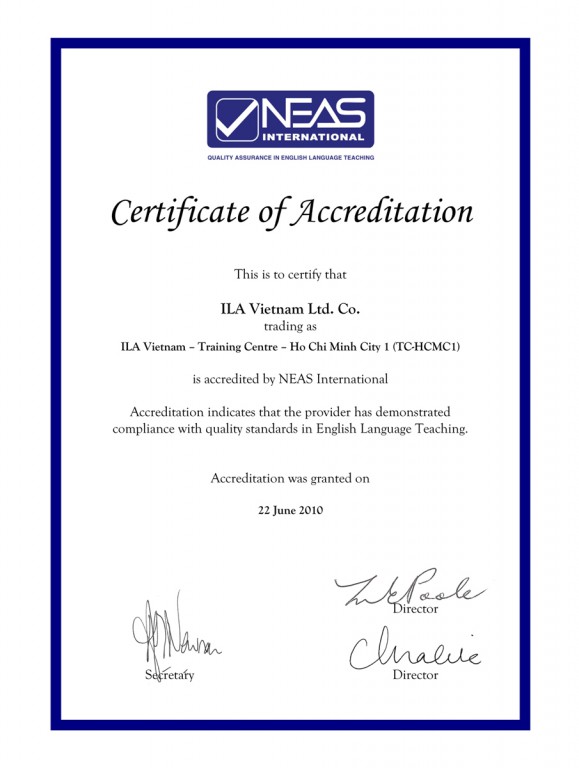 NEAS
INTERNATIONAL
QUALITY ASSURANCE IN ENGLISH LANGUAGE TEACHING
Certificate of Accreditation
This is to certify that
ILA Vietnam Ltd. Co.
trading as
ILA Vietnam – Training Centre – Ho Chi Minh City 1 (TC-HCMC1)
is accredited by NEAS International
Accreditation indicates that the provider has demonstrated
compliance with quality standards in English Language Teaching.
Accreditation was granted on
22 June 2010
Director
Secretary
Director